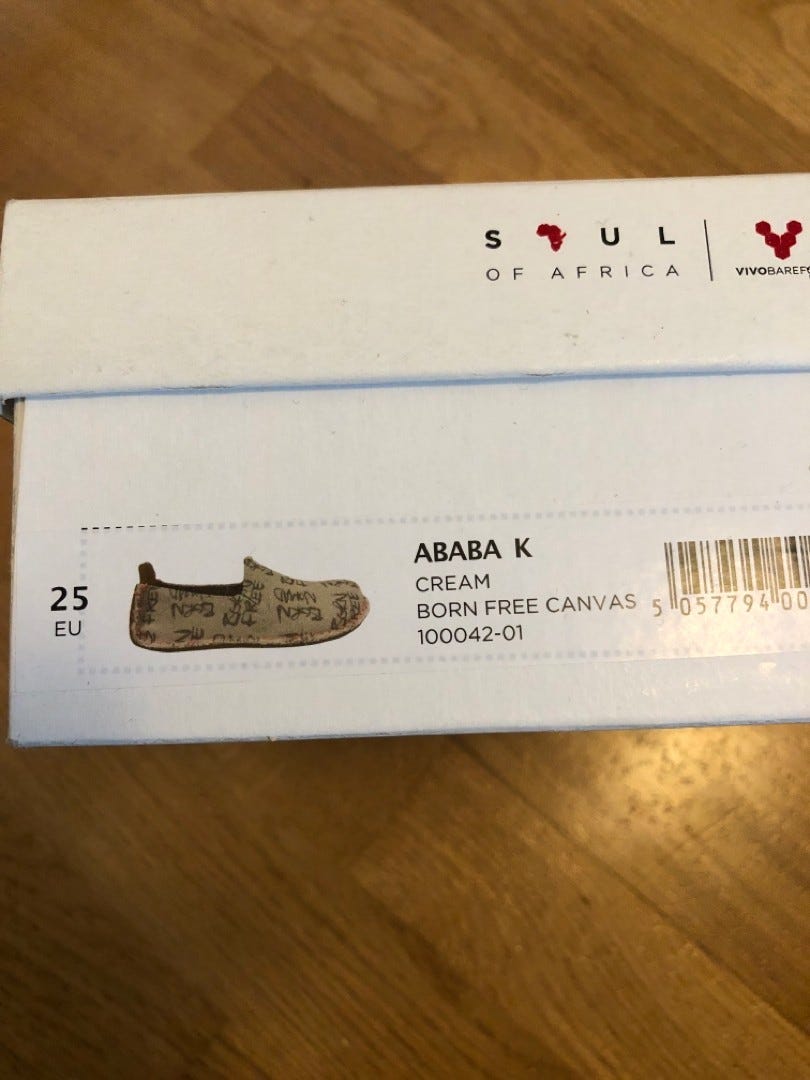 S UL
OF AFRICA
VIVOBAREF
25
EU
ABABA K
CREAM
BORN FREE CANVAS
100042-01
5 057794 00